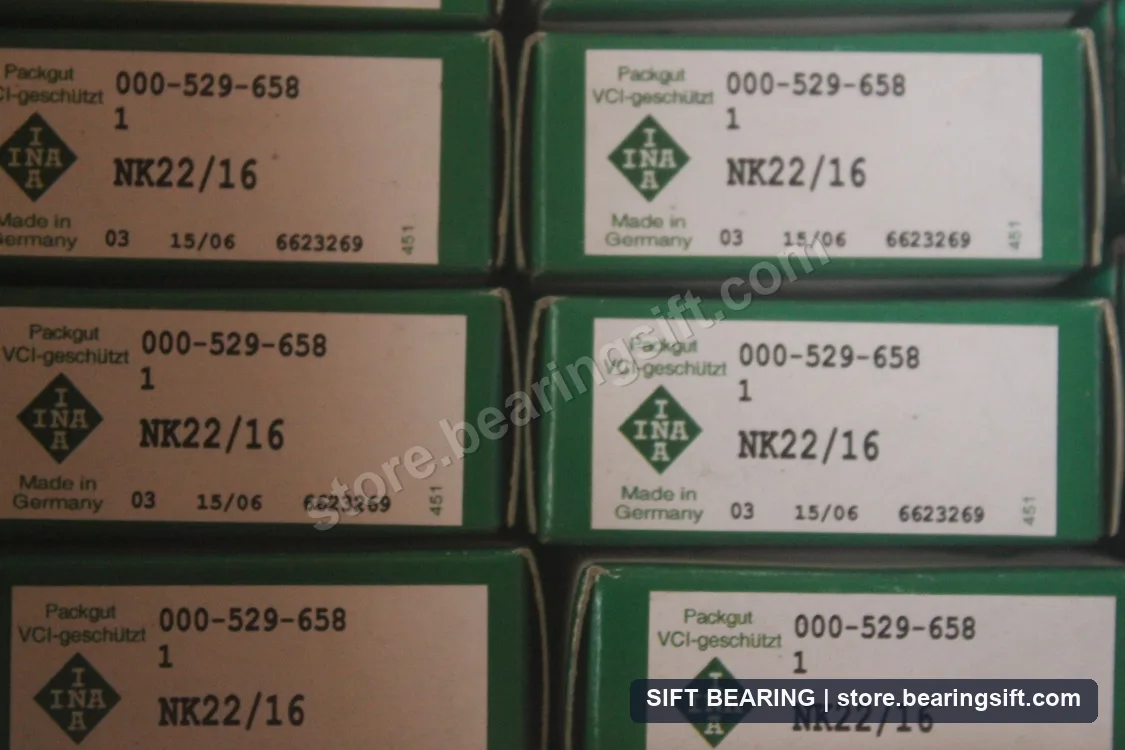 Packgut
CI-geschützt
000-529-658
1
I
INA
A
NK22/16
Made in
Germany
03 15/06 6623269
451
Packgut
VCI-geschützt
000-529-658
1
I
INA
A
NK22/16
Made in
Germany
03 15/06 6623269
451
Packgut
VCI-geschützt
000-529-658
1
I
INA
A
NK22/16
Made in
Germany
03 15/06 6623269
451
Packgut
VCI-geschützt
000-529-658
1
I
INA
A
NK22/16
Made in
Germany
03 15/06 6623269
451
Packgut
VCI-geschützt
000-529-658
1
I
INA
A
NK22/16
Packgut
VCI-geschützt
000-529-658
1
I
INA
A
NK22/16
store.bearingsift.com
SIFT BEARING | store.bearingsift.com